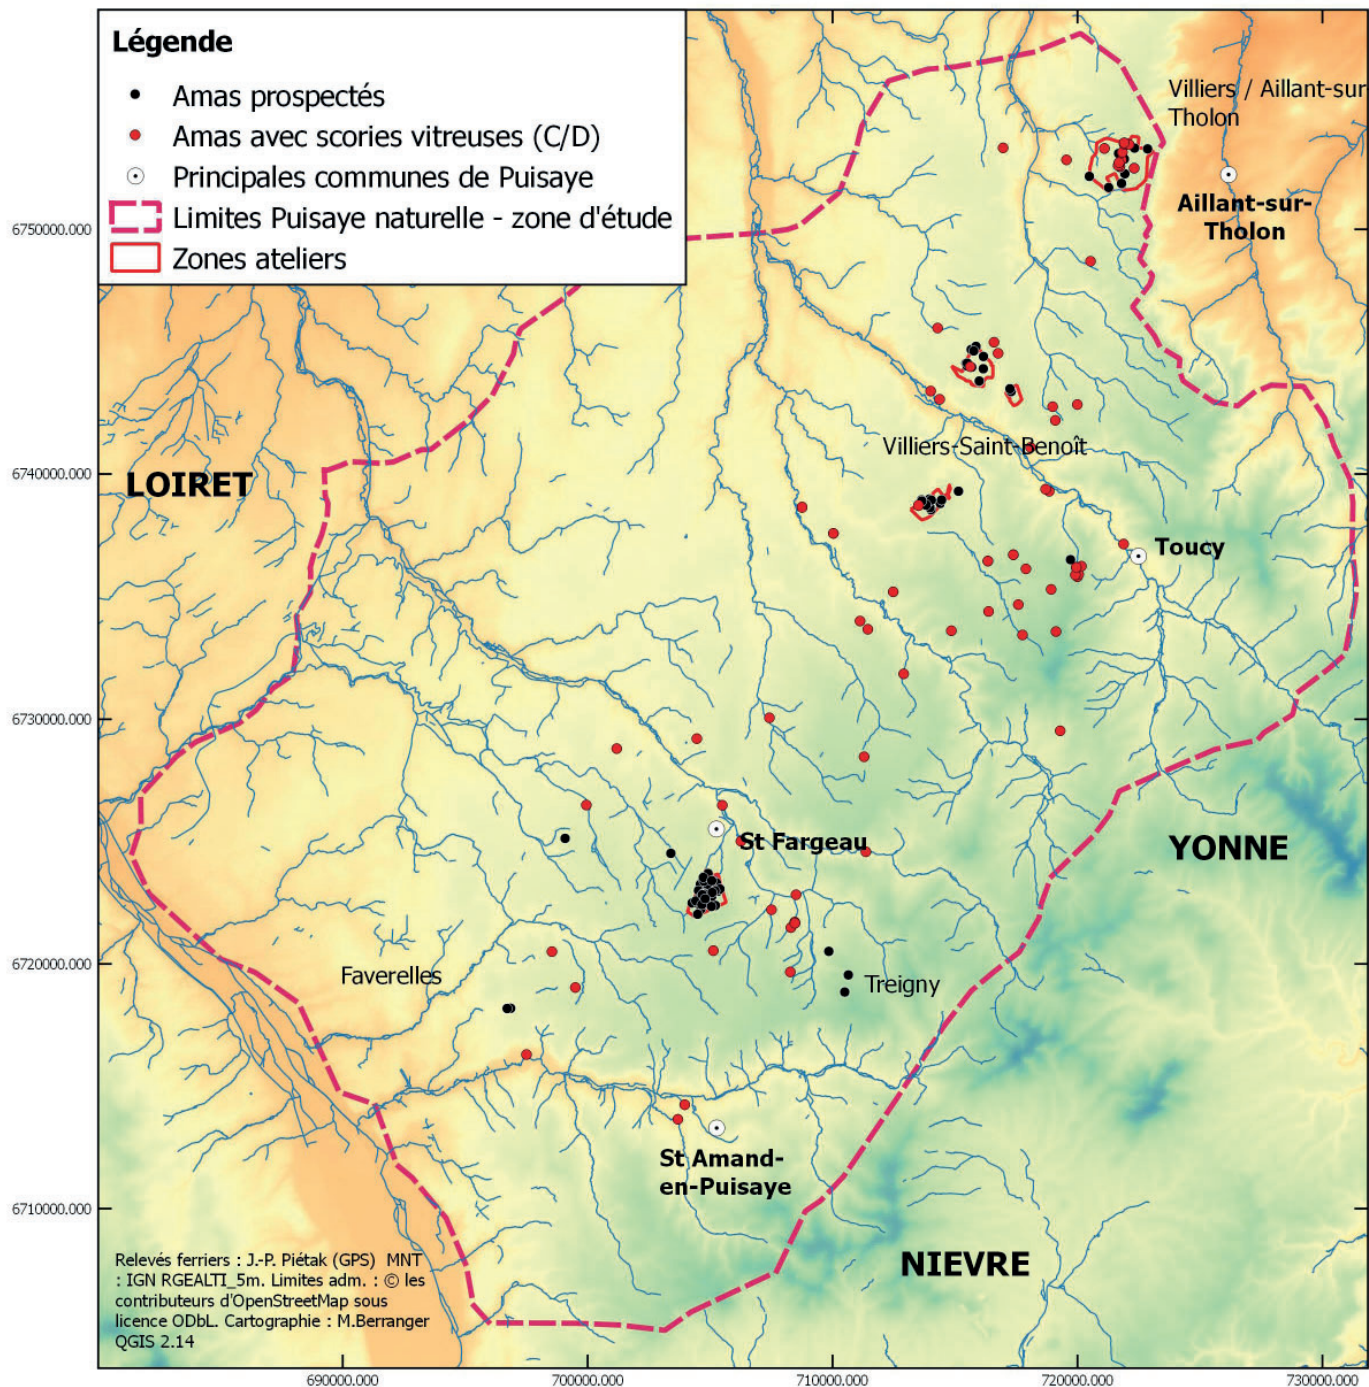 Légende
Amas prospectés
Amas avec scories vitreuses (C/D)
Principales communes de Puisaye
Limites Puisaye naturelle - zone d'étude
Zones ateliers
Villiers / Aillant-sur
Tholon
Aillant-sur-
Tholon
6750000.000
Villiers-Saint-Benoît
6740000.000
LOIRET
Toucy
6730000.000
St Fargeau
YONNE
6720000.000
Faverelles
Treigny
St Amand-
en-Puisaye
6710000.000
NIEVRE
Relevés ferriers : J.-P. Piétak (GPS) MNT
: IGN RGEALTI_5m. Limites adm. : © les
contributeurs d'OpenStreetMap sous
licence ODbL. Cartographie : M.Berranger
QGIS 2.14
690000.000
700000.000
710000.000
720000.000
730000.000